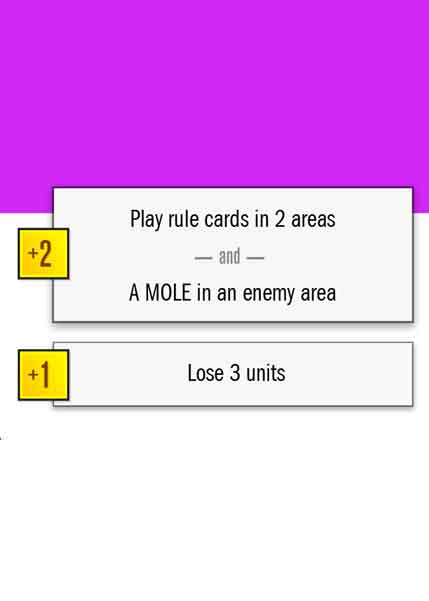 Play rule cards in 2 areas
+2
— and —
A MOLE in an enemy area
+1
Lose 3 units